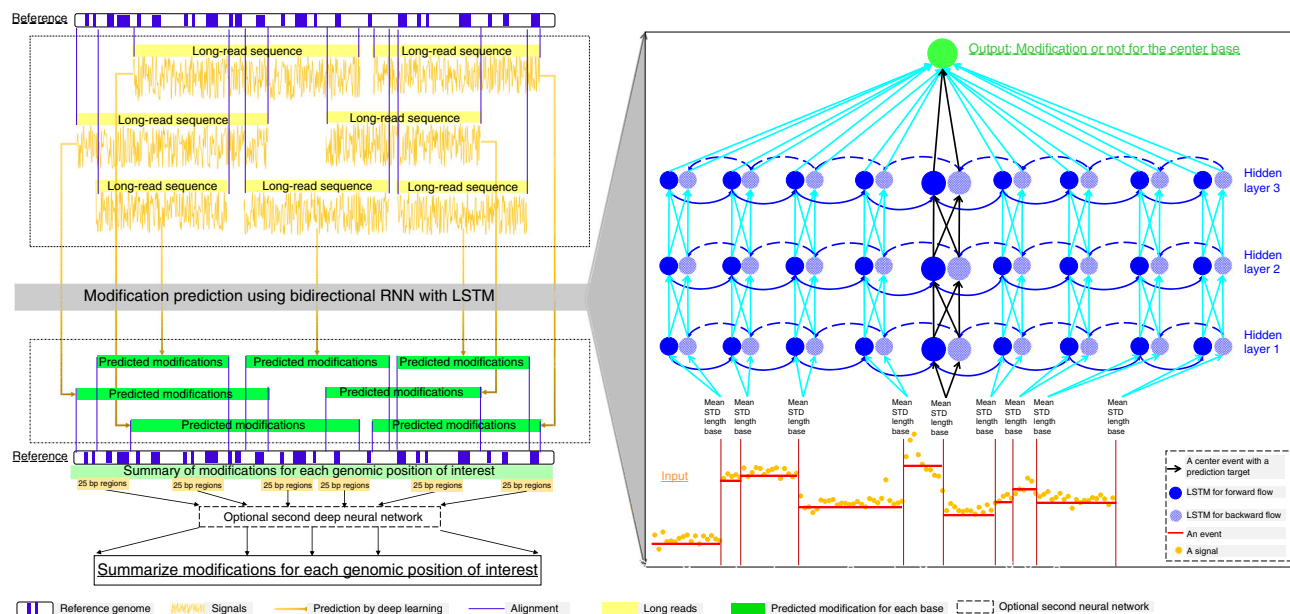 Reference
Long-read sequence
Long-read sequence
Long-read sequence
Long-read sequence
Long-read sequence
Long-read sequence
Long-read sequence
Modification prediction using bidirectional RNN with LSTM
Predicted modifications
Predicted modifications
Predicted modifications
Predicted modifications
Predicted modifications
Predicted modifications
Predicted modifications
Reference
Summary of modifications for each genomic position of interest
25 bp regions
25 bp regions
25 bp regions
25 bp regions
25 bp regions
25 bp regions
Optional second deep neural network
Summarize modifications for each genomic position of interest
Output: Modification or not for the center base
Hidden
layer 3
Hidden
layer 2
Hidden
layer 1
Mean
STD
length
base
Mean
STD
length
base
Mean
STD
length
base
Mean
STD
length
base
Mean
STD
length
base
Mean
STD
length
base
Mean
STD
length
base
Mean
STD
length
base
Mean
STD
length
base
Input
A center event with a
prediction target
LSTM for forward flow
LSTM for backward flow
An event
A signal
Reference genome
Signals
Prediction by deep learning
Alignment
Long reads
Predicted modification for each base
Optional second neural network